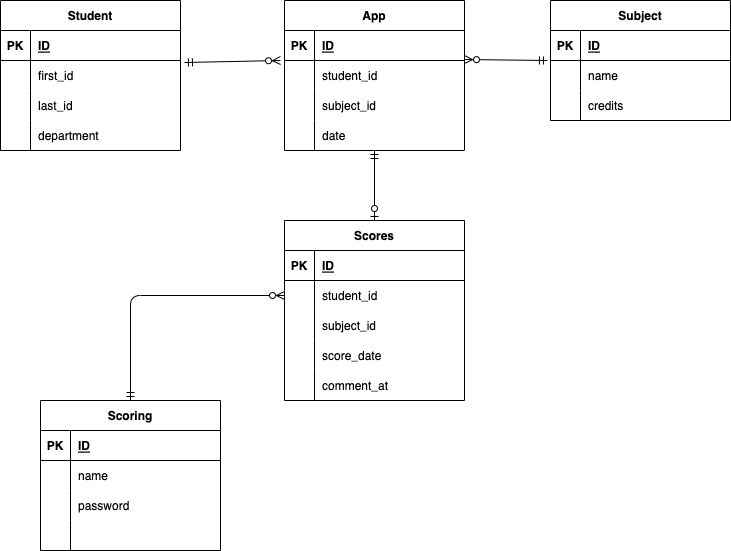 Student
PK ID
first_id
last_id
department
App
PK ID
student_id
subject_id
date
Subject
PK ID
name
credits
Scores
PK ID
student_id
subject_id
score_date
comment_at
Scoring
PK ID
name
password